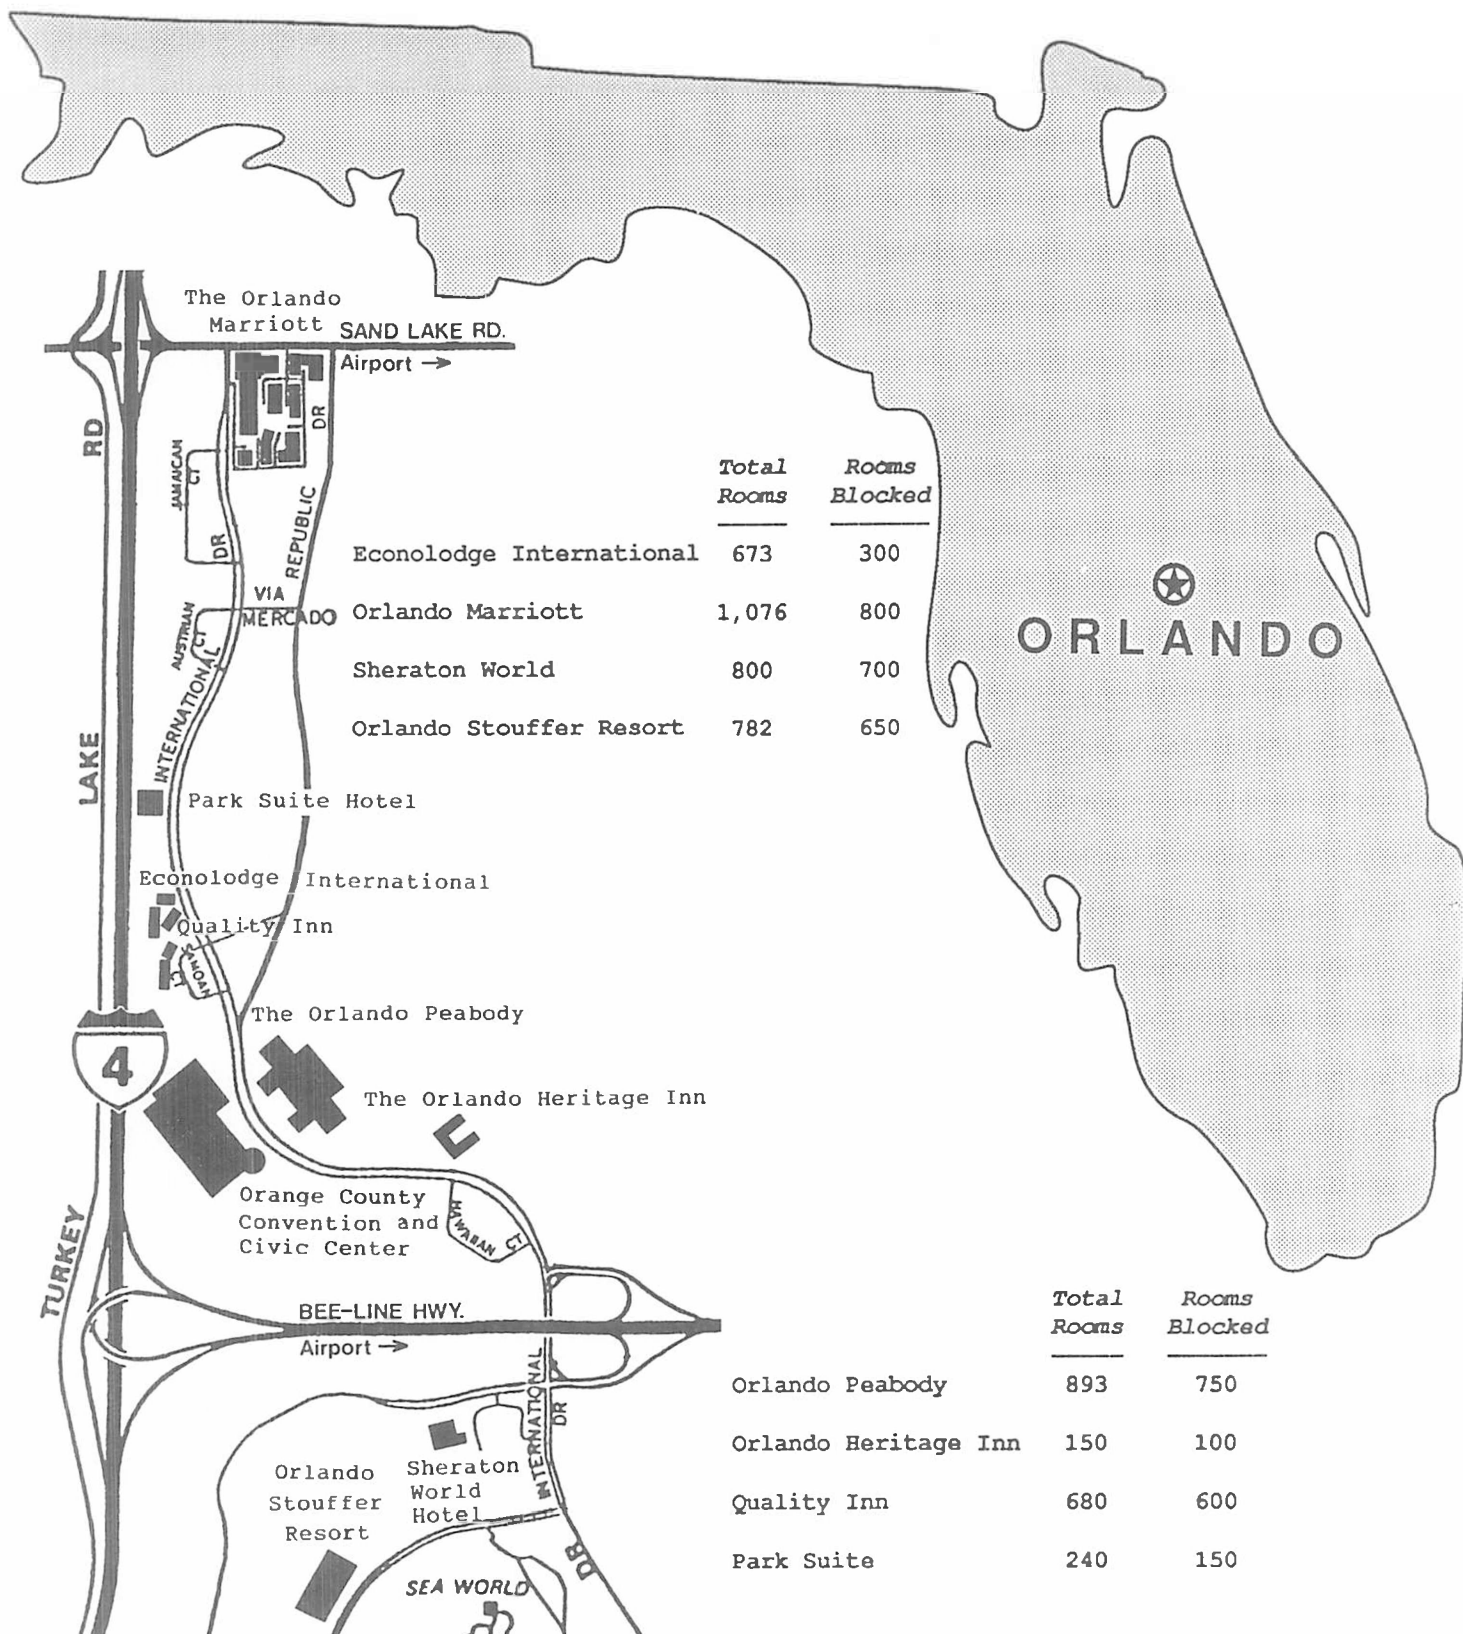 The Orlando
Marriott
SAND LAKE RD.
Airport →
RD
DR
JAMAICAN
CT
REPUBLIC
DR
Total Rooms
Rooms Blocked
Econolodge International 673 300
VIA
MERCADO
Orlando Marriott 1,076 800
AUSTRIAN
CT
Sheraton World 800 700
INTERNATIONAL
Orlando Stouffer Resort 782 650
ORLANDO
LAKE
Park Suite Hotel
Econolodge International
Quality Inn
SAMOAN
CT
The Orlando Peabody
4
The Orlando Heritage Inn
Orange County
Convention and
Civic Center
HAWAIIAN
CT
TURKEY
BEE-LINE HWY.
Airport →
INTERNATIONAL
DR
Total Rooms
Rooms Blocked
Orlando Peabody 893 750
Orlando Heritage Inn 150 100
Quality Inn 680 600
Park Suite 240 150
Orlando
Stouffer
Resort
Sheraton
World
Hotel
DR
SEA WORLD